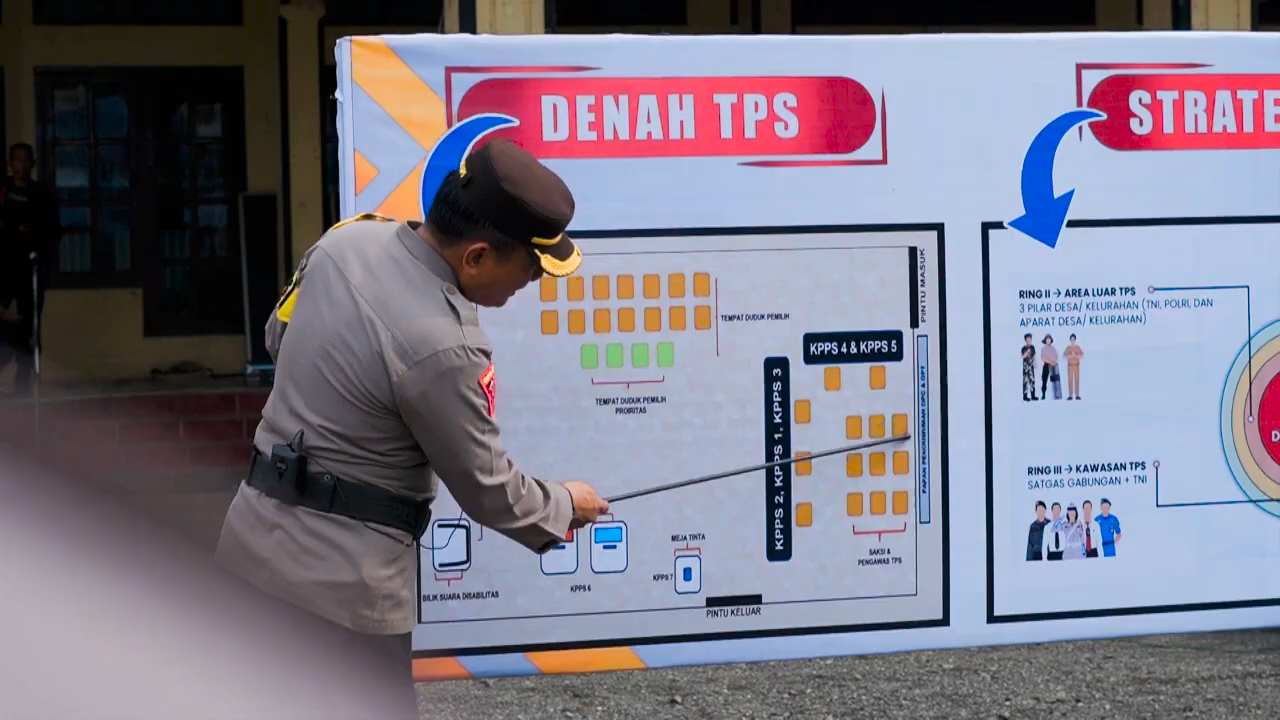 DENAH TPS
STRATE
PINTU MASUK
TEMPAT DUDUK PEMILIH
KPPS 4 & KPPS 5
TEMPAT DUDUK PEMILIH
PROIRITAS
KPPS 2, KPPS 1, KPPS 3
PAPAN PENGUMUMAN DPC & DPT
SAKSI &
PENGAWAS TPS
MEJA TINTA
KPPS 7
KPPS 6
BILIK SUARA DISABILITAS
PINTU KELUAR
RING II → AREA LUAR TPS
3 PILAR DESA/ KELURAHAN (TNI, POLRI, DAN
APARAT DESA/ KELURAHAN)
RING III → KAWASAN TPS
SATGAS GABUNGAN + TNI
D